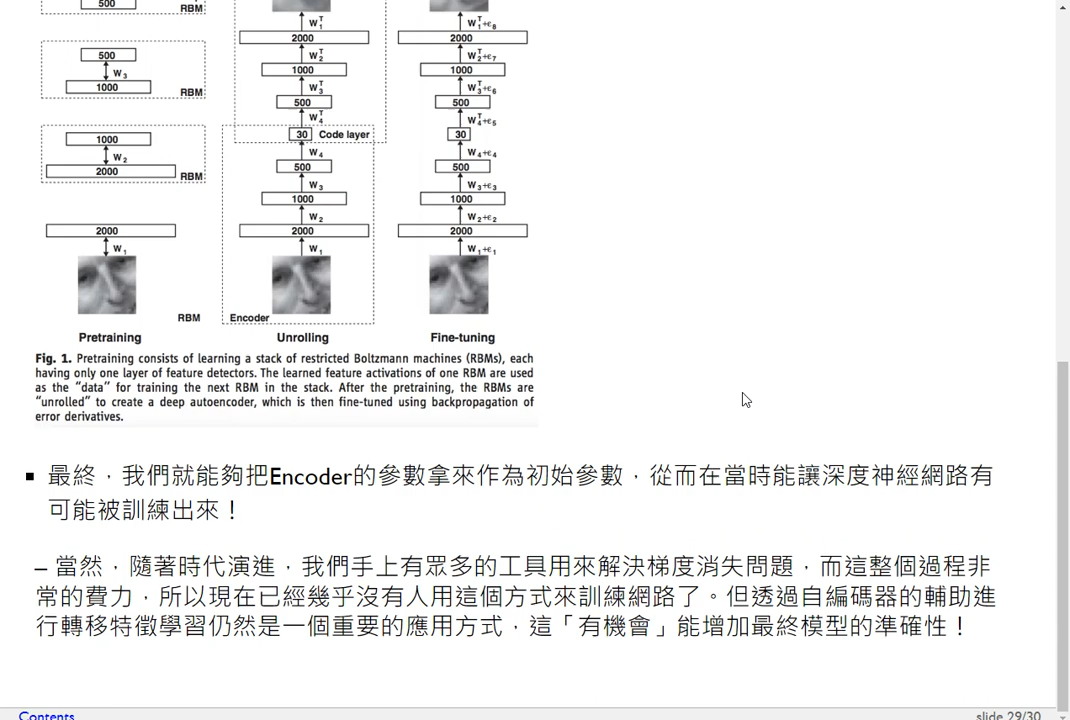 500
RBM
500
W3
1000
RBM
1000
W2
2000
RBM
2000
W1
RBM
Pretraining
W1T
2000
W2T
1000
W3T
500
W4T
30
Code layer
W4
500
W3
1000
W2
2000
W1
Encoder
Unrolling
W1T+ε8
2000
W2T+ε7
1000
W3T+ε6
500
W4T+ε5
30
W4+ε4
500
W3+ε3
1000
W2+ε2
2000
W1+ε1
Fine-tuning
Fig. 1. Pretraining consists of learning a stack of restricted Boltzmann machines (RBMs), each
having only one layer of feature detectors. The learned feature activations of one RBM are used
as the "data" for training the next RBM in the stack. After the pretraining, the RBMs are
"unrolled" to create a deep autoencoder, which is then fine-tuned using backpropagation of
error derivatives.
▪ 最終，我們就能夠把Encoder的參數拿來作為初始參數，從而在當時能讓深度神經網路有
可能被訓練出來！
– 當然，隨著時代演進，我們手上有眾多的工具用來解決梯度消失問題，而這整個過程非
常的費力，所以現在已經幾乎沒有人用這個方式來訓練網路了。但透過自編碼器的輔助進
行轉移特徵學習仍然是一個重要的應用方式，這「有機會」能增加最終模型的準確性！
Contents
slide 29/30